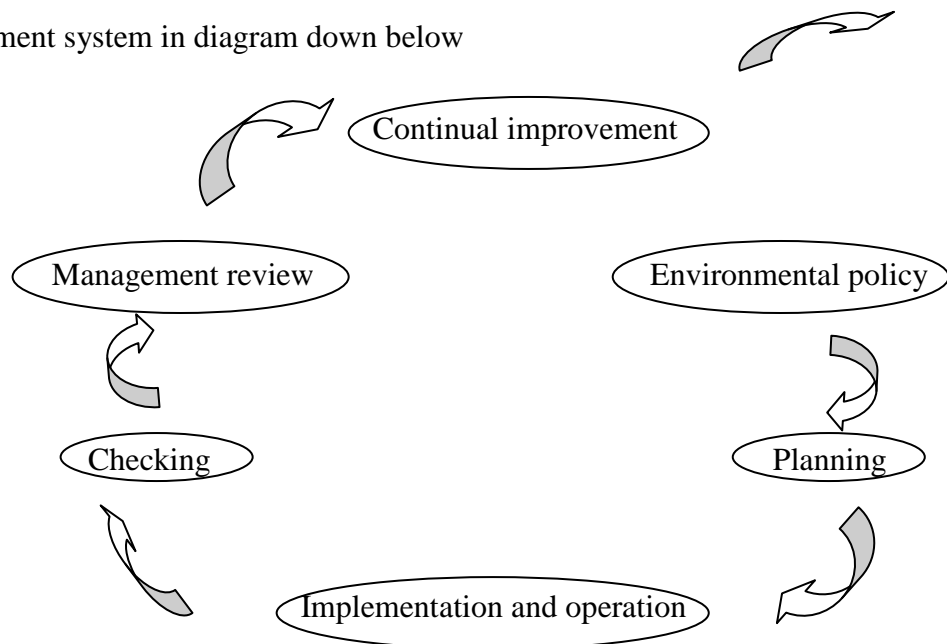 ment system in diagram down below
Continual improvement
Management review
Environmental policy
Checking
Planning
Implementation and operation